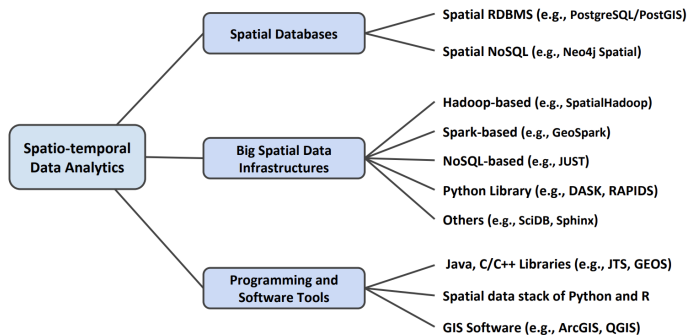 Spatio-temporal
Data Analytics
Spatial Databases
Spatial RDBMS (e.g., PostgreSQL/PostGIS)
Spatial NoSQL (e.g., Neo4j Spatial)
Big Spatial Data
Infrastructures
Hadoop-based (e.g., SpatialHadoop)
Spark-based (e.g., GeoSpark)
NoSQL-based (e.g., JUST)
Python Library (e.g., DASK, RAPIDS)
Others (e.g., SciDB, Sphinx)
Programming and
Software Tools
Java, C/C++ Libraries (e.g., JTS, GEOS)
Spatial data stack of Python and R
GIS Software (e.g., ArcGIS, QGIS)